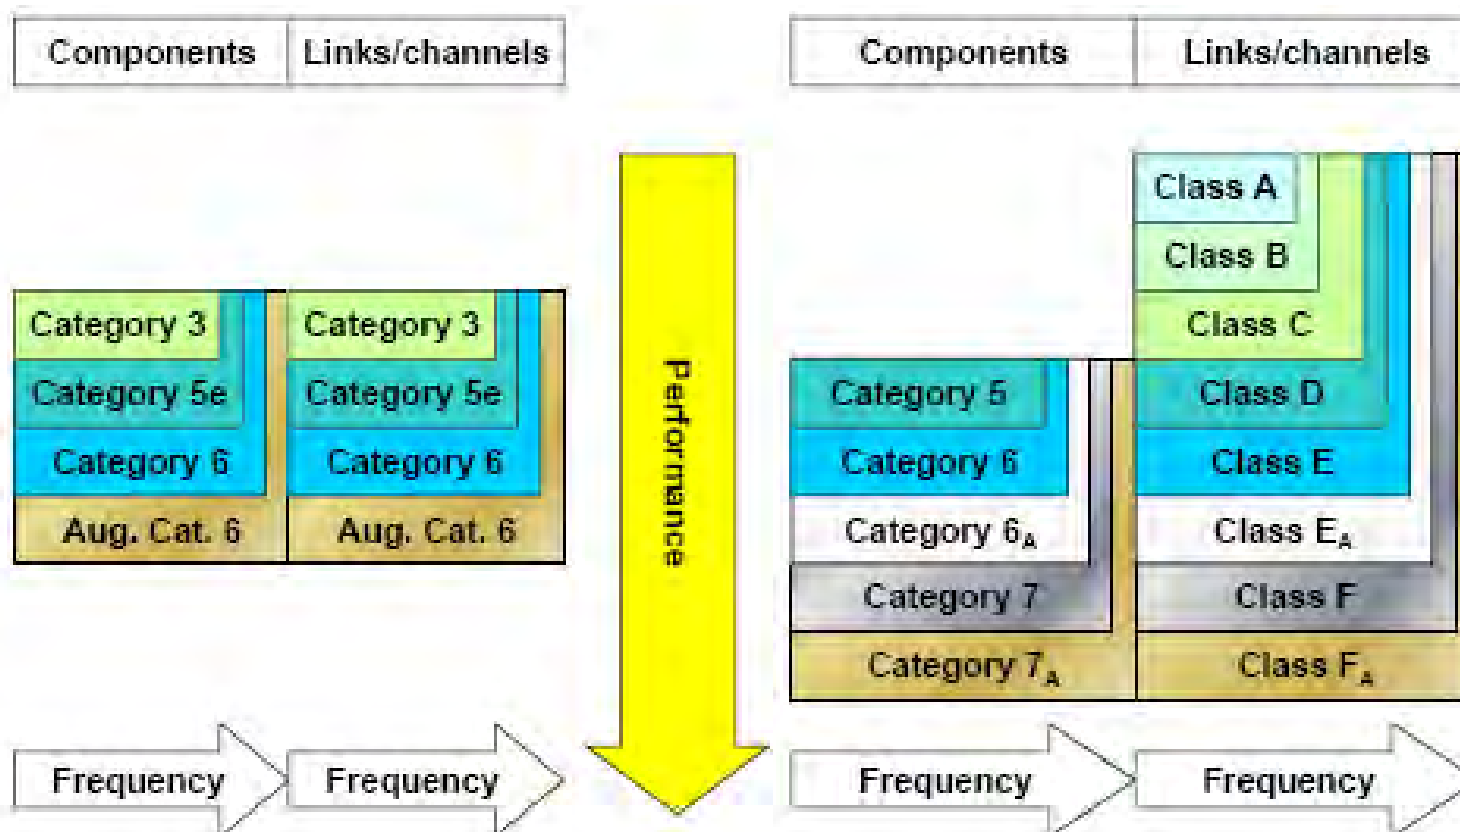 Components Links/channels
Components Links/channels
Class A
Class B
Class C
Category 3 Category 3
Category 5e Category 5e
Category 6 Category 6
Aug. Cat. 6 Aug. Cat. 6
Performance
Category 5 Class D
Category 6 Class E
Category 6A Class EA
Category 7 Class F
Category 7A Class FA
Frequency Frequency
Frequency Frequency